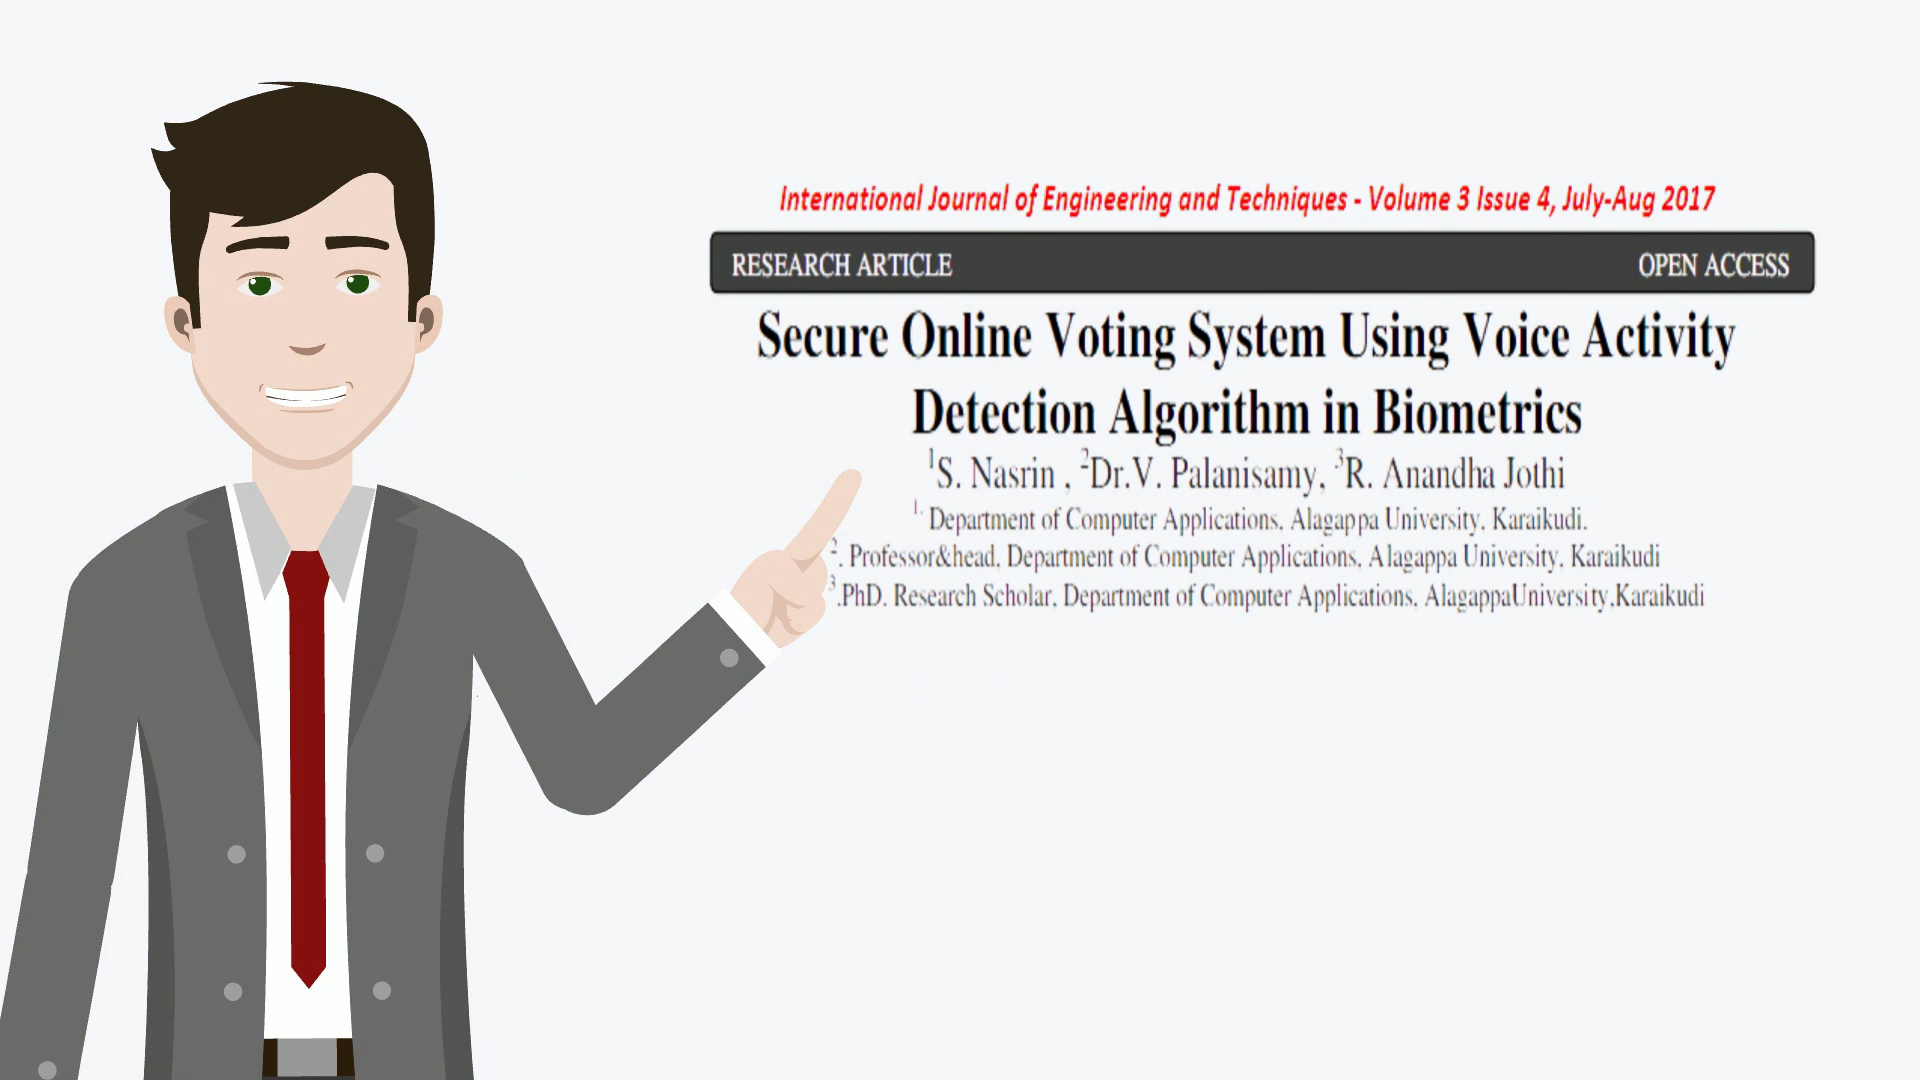 International Journal of Engineering and Techniques - Volume 3 Issue 4, July-Aug 2017
RESEARCH ARTICLE OPEN ACCESS
Secure Online Voting System Using Voice Activity
Detection Algorithm in Biometrics
¹S. Nasrin , ²Dr.V. Palanisamy, ³R. Anandha Jothi
¹. Department of Computer Applications, Alagappa University, Karaikudi.
². Professor&head, Department of Computer Applications, Alagappa University, Karaikudi
³.PhD. Research Scholar, Department of Computer Applications, AlagappaUniversity,Karaikudi